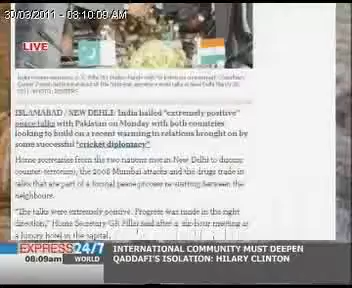 30/03/2011 - 08:10:09 AM
LIVE
ISLAMABAD / NEW DEHLI: India hailed "extremely positive"
peace talks with Pakistan on Monday with both countries
looking to build on a recent warming in relations brought on by
some successful "cricket diplomacy"
Home secretaries from the two nations met in New Delhi to discuss
counter-terrorism, the 2008 Mumbai attacks and the drugs trade in
talks that are part of a formal peace process re-starting between the
neighbours.
"The talks were extremely positive. Progress was made in the right
direction," Home Secretary GK Pillai said after a six-hour meeting at
a luxury hotel in the capital.
EXPRESS 24/7
INTERNATIONAL COMMUNITY MUST DEEPEN
08:09am WORLD
QADDAFI'S ISOLATION: HILARY CLINTON